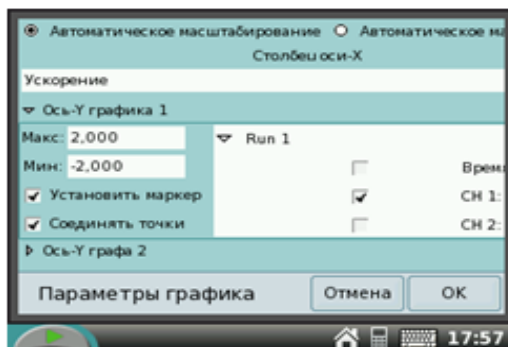 Автоматическое масштабирование Автоматическое ма
Столбец оси-X
Ускорение
Ось-Y графика 1
Макс: 2,000
Run 1
Мин: -2,000
Время
Установить маркер
CH 1:
Соединять точки
CH 2:
Ось-Y графа 2
Параметры графика
Отмена
OK
17:57